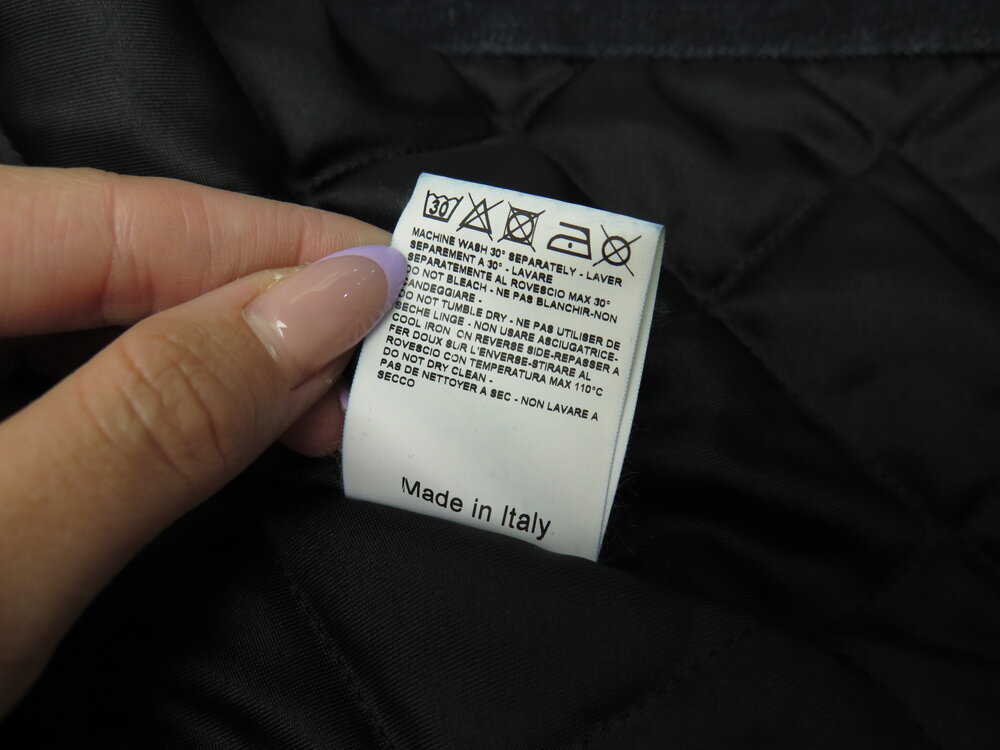 30
MACHINE WASH 30° SEPARATELY - LAVER
SEPAREMENT A 30° - LAVARE
SEPARATEMENTE AL ROVESCIO MAX 30°
DO NOT BLEACH - NE PAS BLANCHIR-NON
CANDEGGIARE -
DO NOT TUMBLE DRY - NE PAS UTILISER DE
SECHE LINGE - NON USARE ASCIUGATRICE-
COOL IRON ON REVERSE SIDE-REPASSER A
FER DOUX SUR L'ENVERSE-STIRARE AL
ROVESCIO CON TEMPERATURA MAX 110°C
DO NOT DRY CLEAN -
PAS DE NETTOYER A SEC - NON LAVARE A
SECCO
Made in Italy